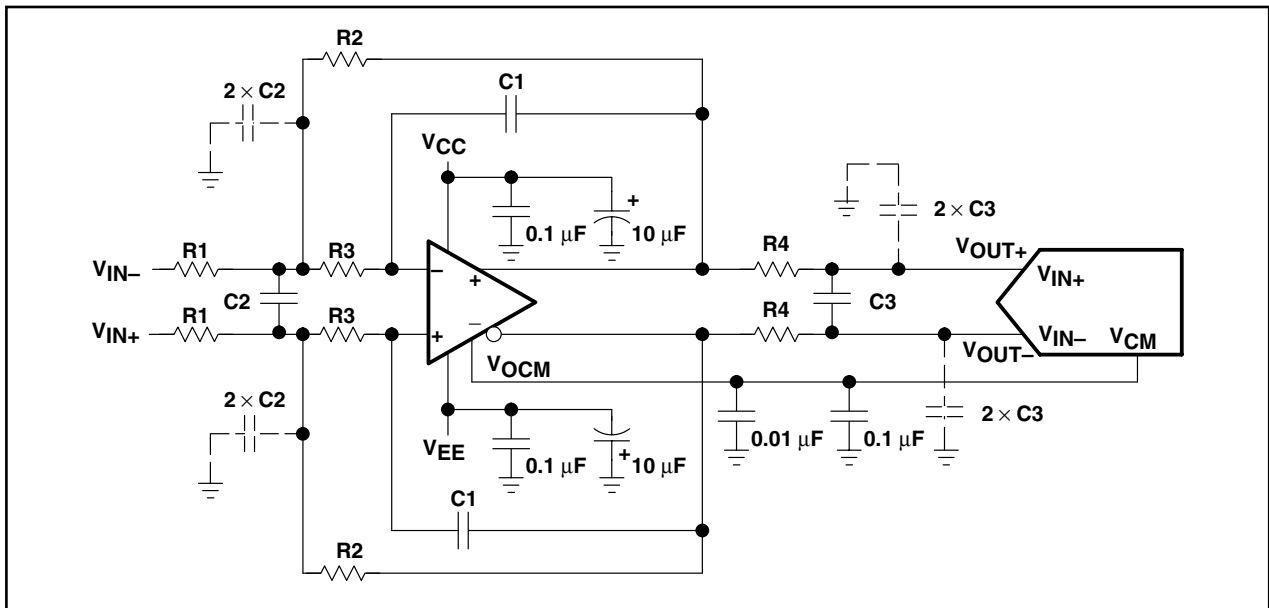 R2
C1
2 × C2
VCC
2 × C3
0.1 μF
+
10 μF
R1
R3
R4
VOUT+
VIN–
–
+
VIN+
C2
C3
R1
R3
R4
VIN+
+
–
VIN–
VCM
VOUT–
VOCM
2 × C2
2 × C3
0.01 μF
0.1 μF
VEE
0.1 μF
+
10 μF
C1
R2